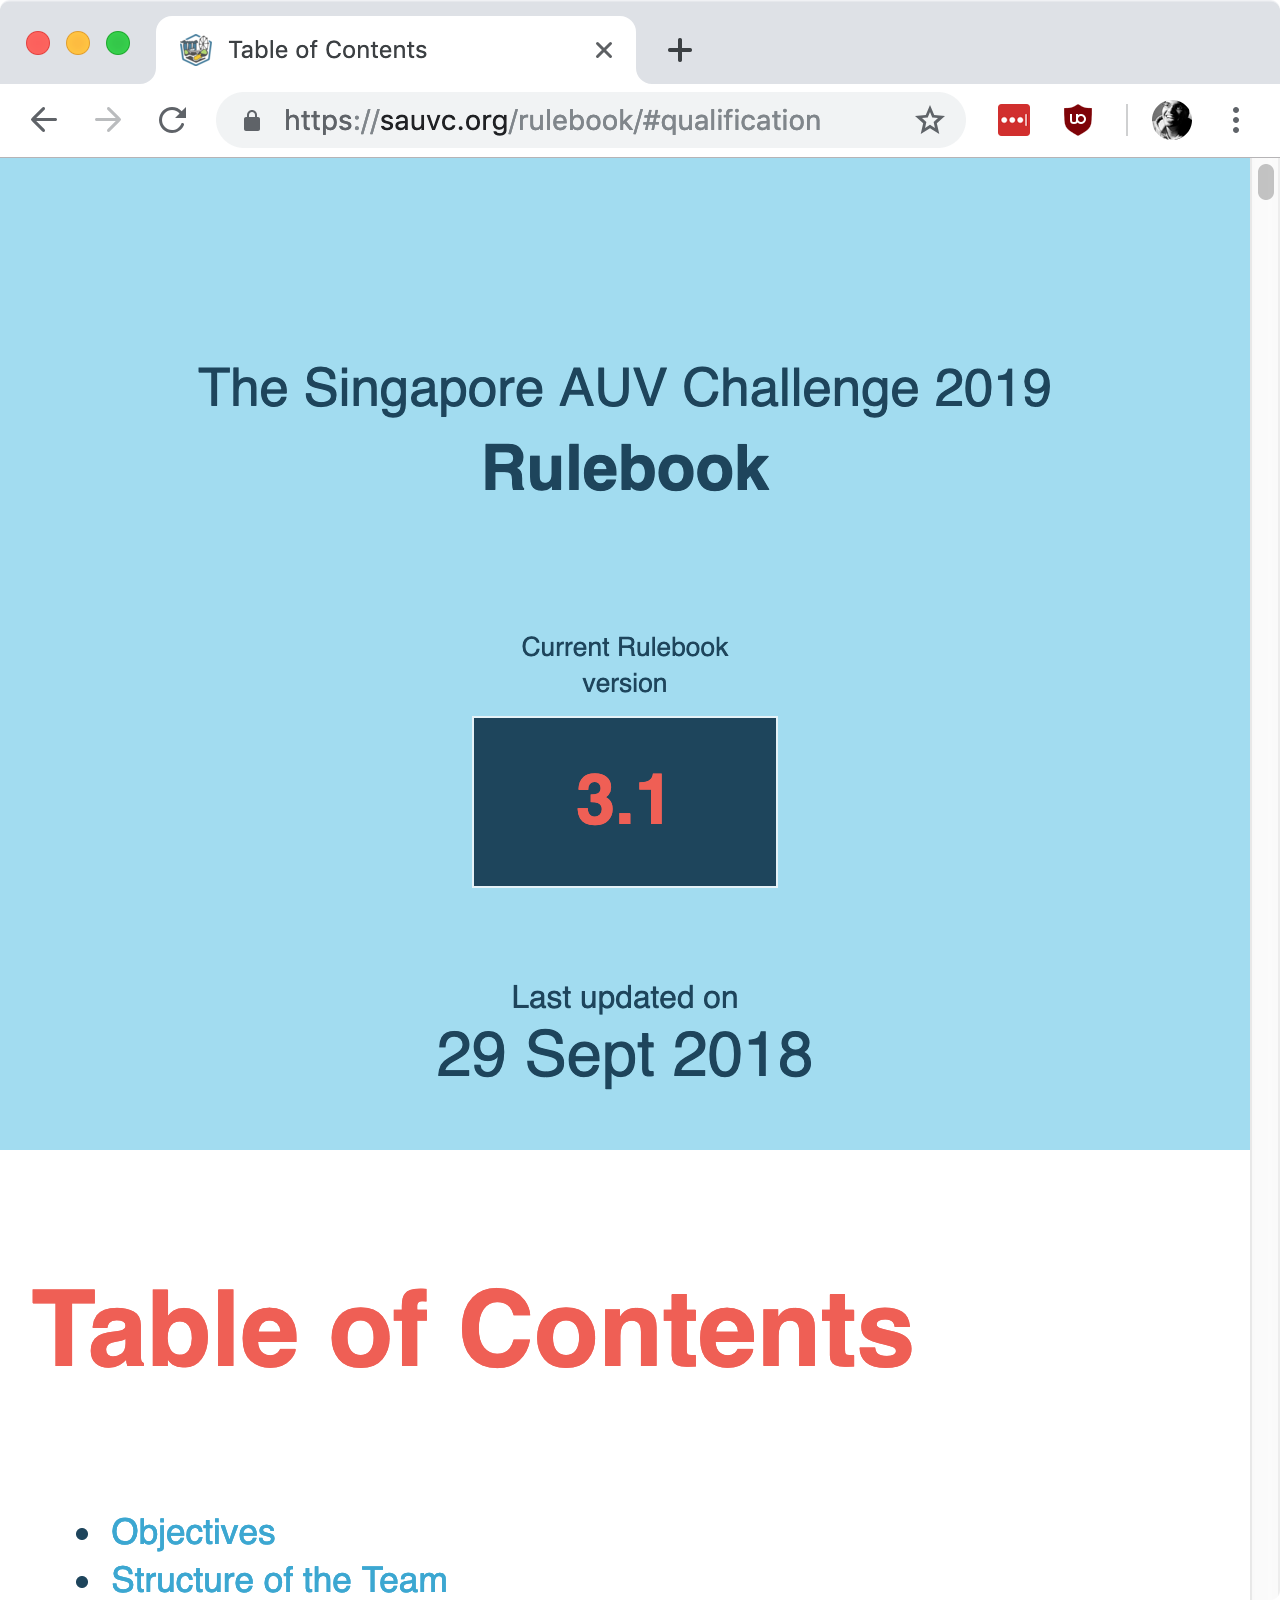 Table of Contents
https://sauvc.org/rulebook/#qualification
The Singapore AUV Challenge 2019
Rulebook
Current Rulebook
version
3.1
Last updated on
29 Sept 2018
Table of Contents
Objectives
Structure of the Team